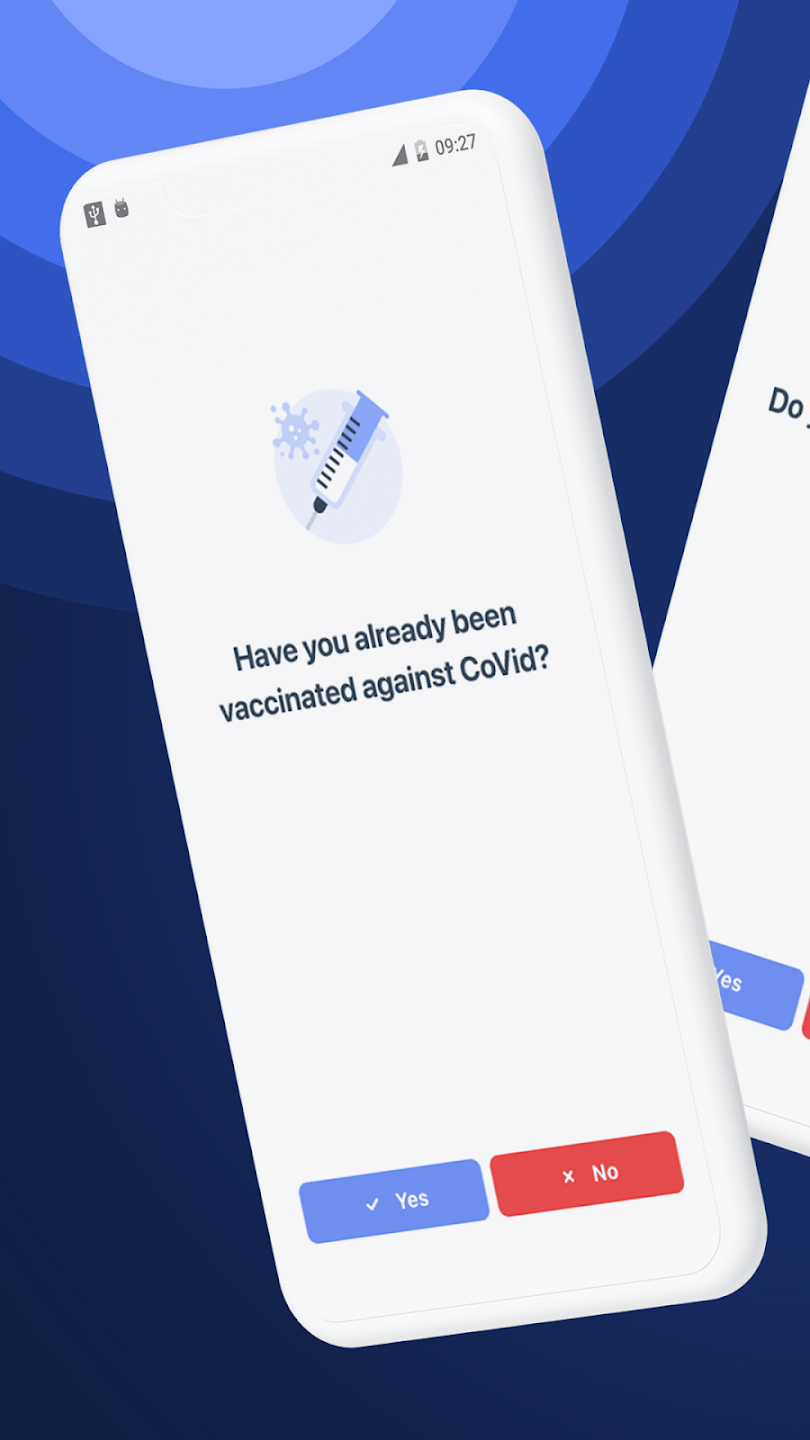 09:27
Have you already been
vaccinated against CoVid?
Yes
No
Do
Yes